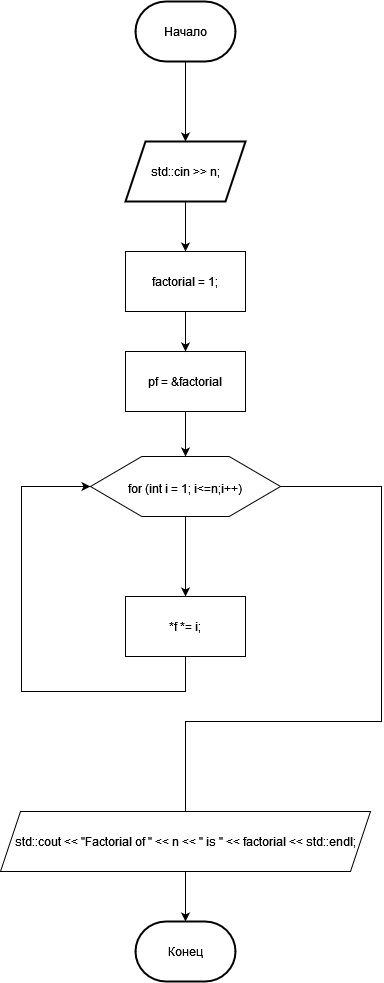 Начало
std::cin >> n;
factorial = 1;
pf = &factorial
for (int i = 1; i<=n;i++)
*f *= i;
std::cout << "Factorial of " << n << " is " << factorial << std::endl;
Конец